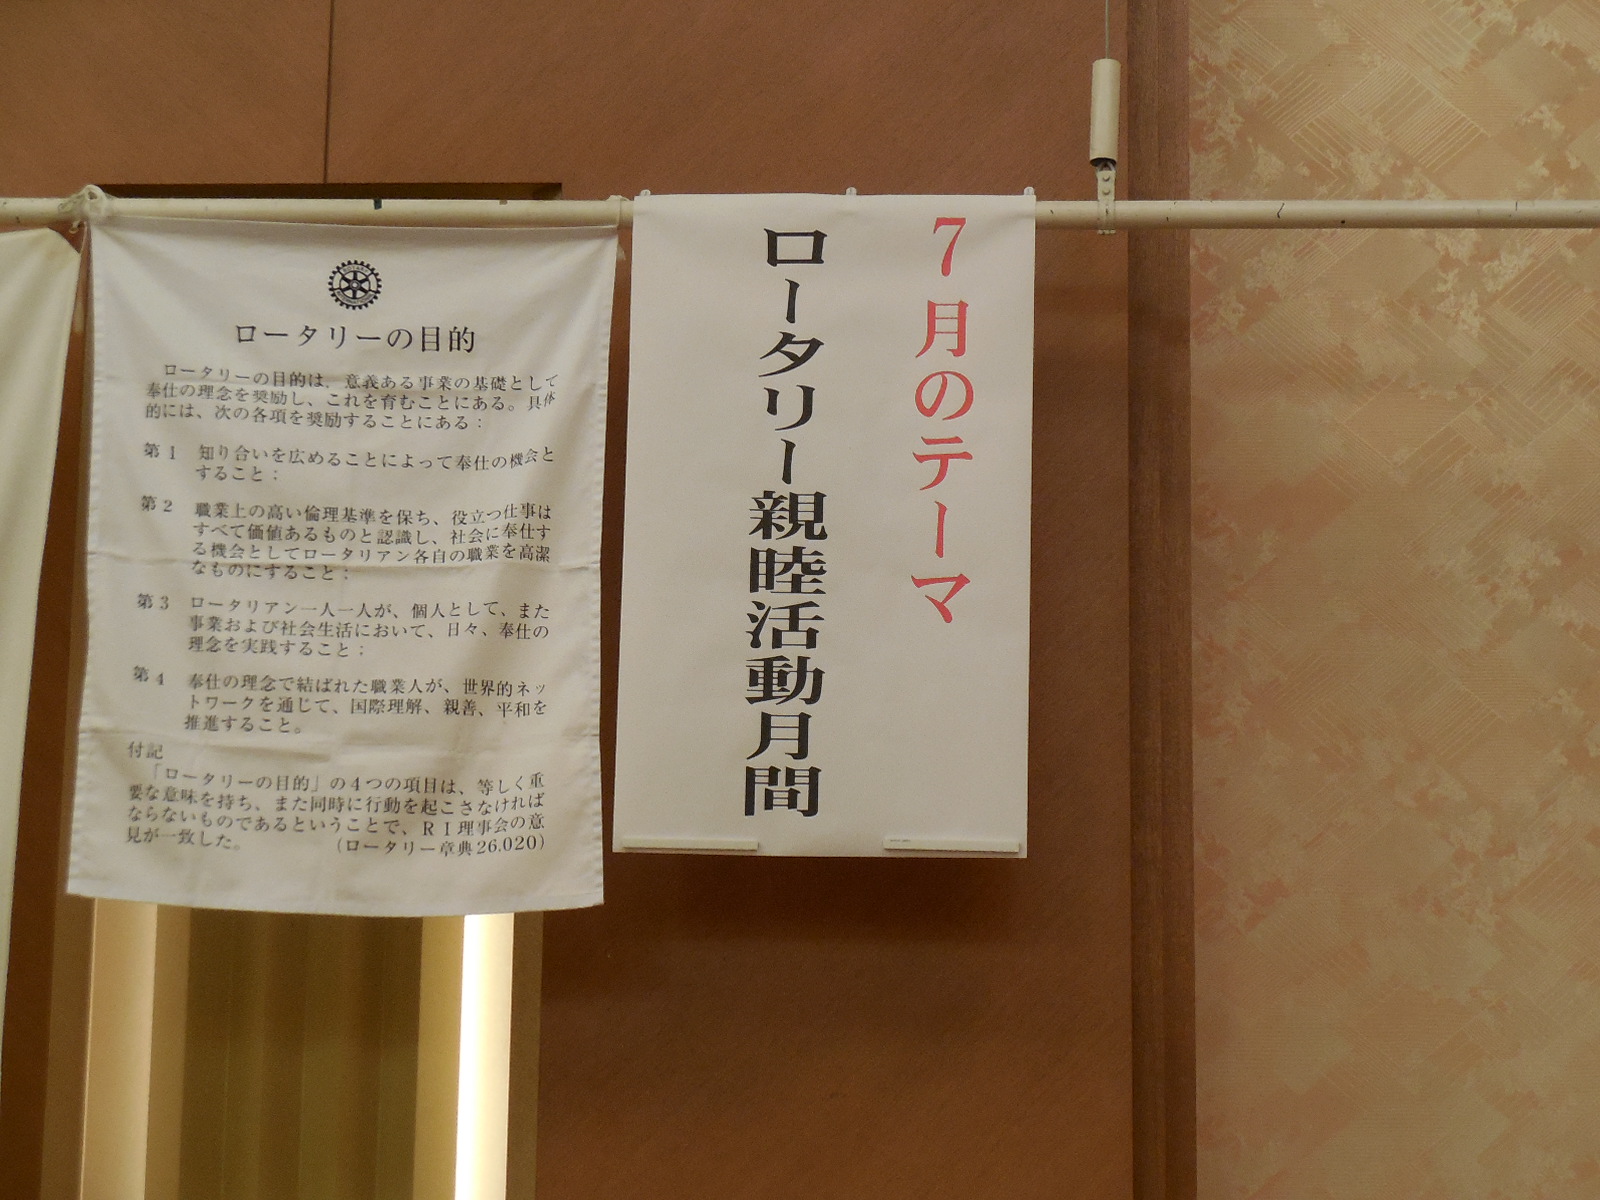 ロータリーの目的
ロータリーの目的は、意義ある事業の基礎として
奉仕の理念を奨励し、これを育むことにある。具体
的には、次の各項を奨励することにある：
第1 知り合いを広めることによって奉仕の機会と
すること；
第2 職業上の高い倫理基準を保ち、役立つ仕事は
すべて価値あるものと認識し、社会に奉仕す
る機会としてロータリアン各自の職業を高潔
なものにすること；
第3 ロータリアン一人一人が、個人として、また
事業および社会生活において、日々、奉仕の
理念を実践すること；
第4 奉仕の理念で結ばれた職業人が、世界的ネッ
トワークを通じて、国際理解、親善、平和を
推進すること。
付記
「ロータリーの目的」の4つの項目は、等しく重
要な意味を持ち、また同時に行動を起こさなければ
ならないものであるということで、RI理事会の意
見が一致した。 (ロータリー章典26.020)
7月のテーマ
ロータリー親睦活動月間